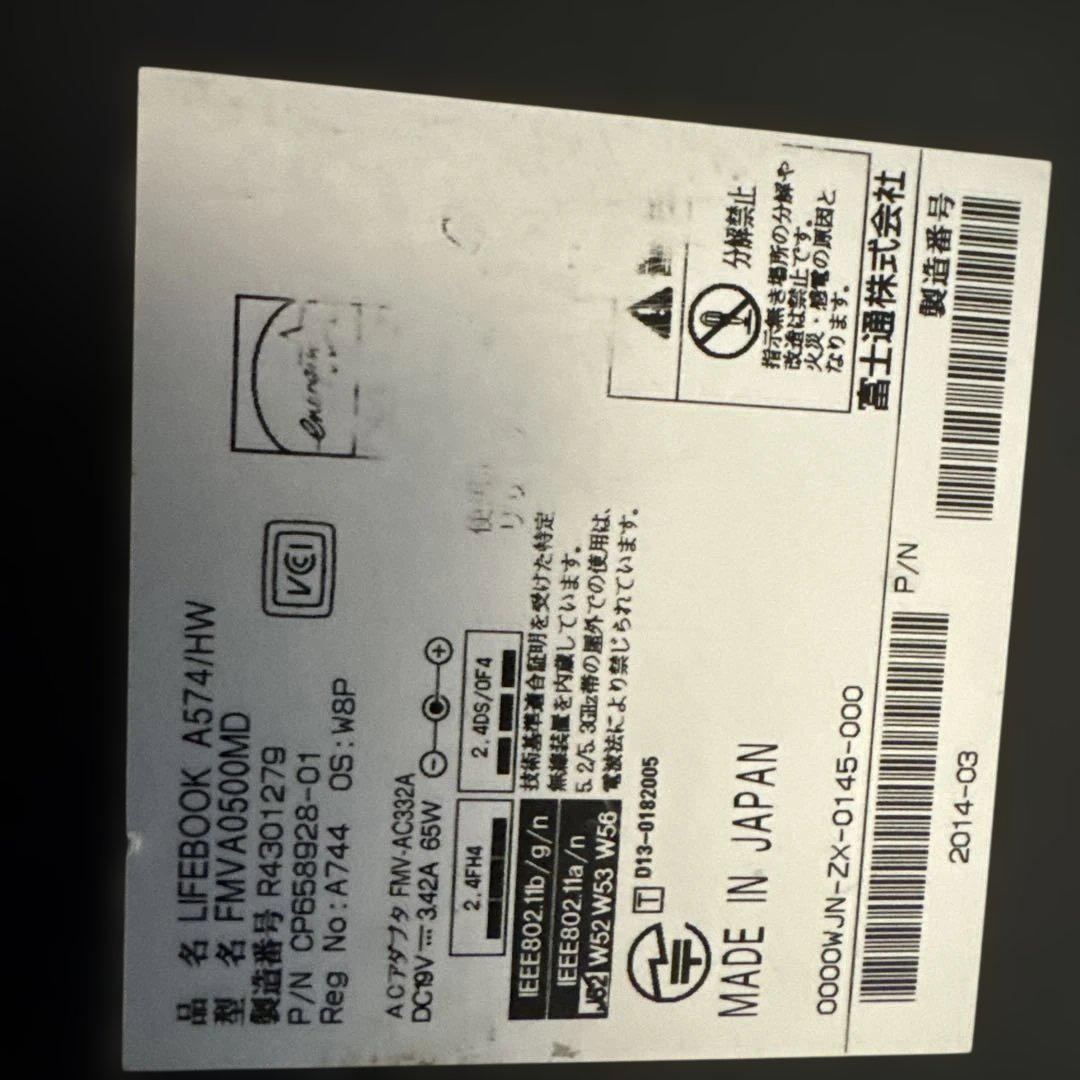 品 名 LIFEBOOK A574/HW
型 名 FMVA0500MD
製造番号 R4301279
P/N CP658928-01
Reg No:A744 OS:W8P
VCI
ACアダプタ FMV-AC332A
DC19V 3.42A 65W
2.4FH4
2.4DS/OF4
IEEE802.11b/g/n
IEEE802.11a/n
J52 W52 W53 W56
技術基準適合証明を受けた特定
無線装置を内蔵しています。
5.2/5.3GHz帯の屋外での使用は、
電波法により禁じられています。
T D13-0182005
MADE IN JAPAN
分解禁止
指示無き場所の分解や
改造は禁止です。
火災・感電の原因と
なります。
富士通株式会社
0000WJN-ZX-0145-000
P/N
製造番号
2014-03